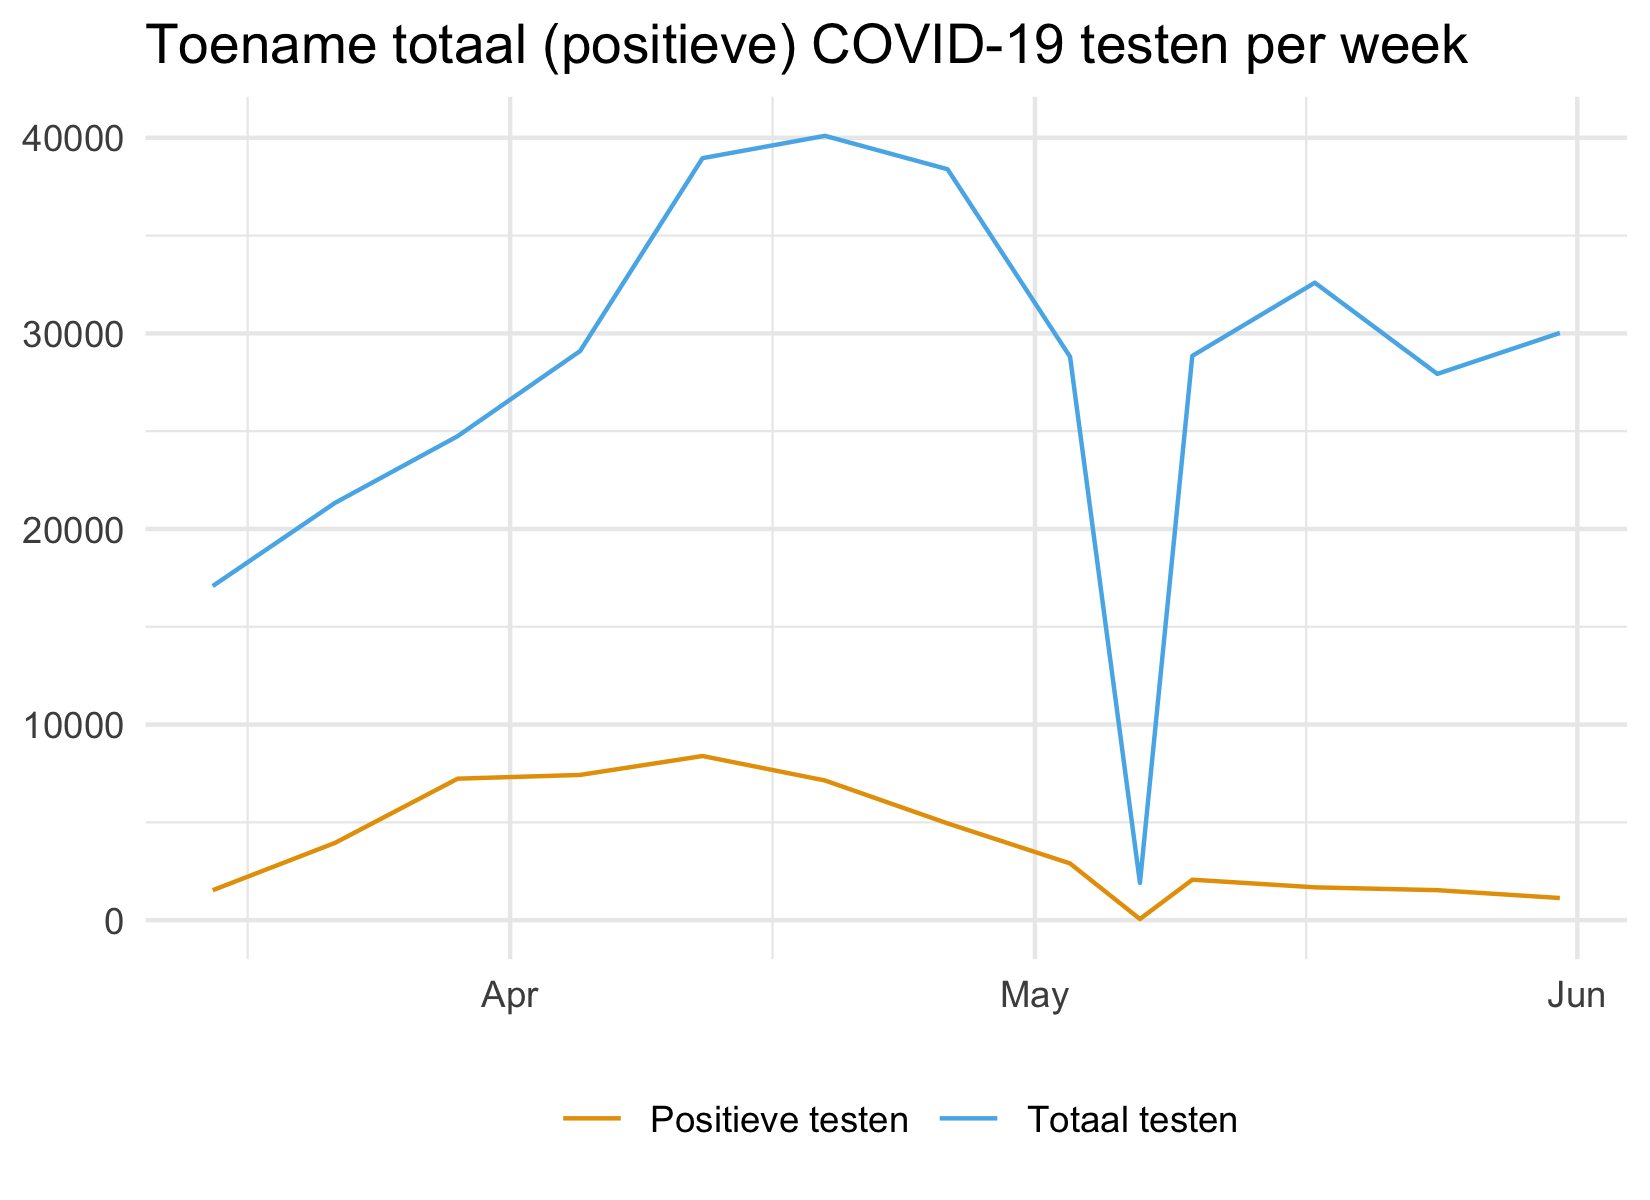 Toename totaal (positieve) COVID-19 testen per week
40000
30000
20000
10000
0
Apr May Jun
Positieve testen Totaal testen